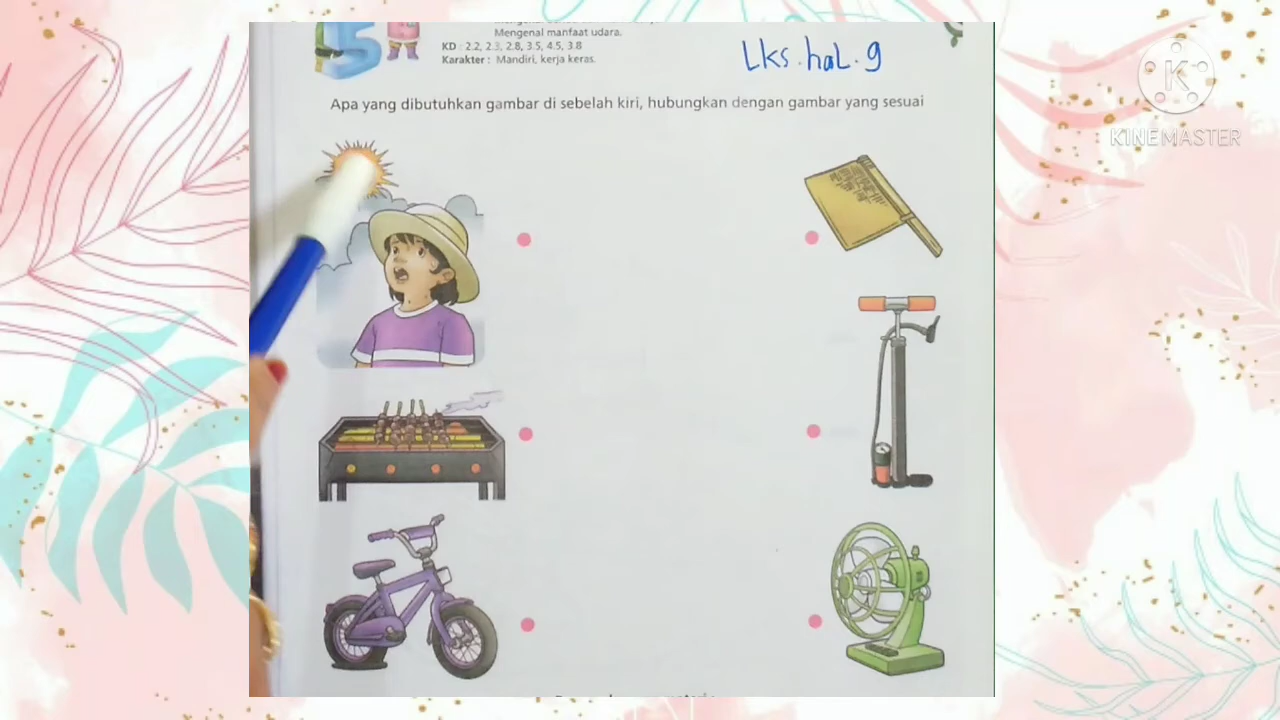 Mengenal manfaat udara.
KD : 2.2, 2.3, 2.8, 3.5, 4.5, 3.8
Karakter : Mandiri, kerja keras.
Lks.hal.9
Apa yang dibutuhkan gambar di sebelah kiri, hubungkan dengan gambar yang sesuai
5
K
KINEMASTER